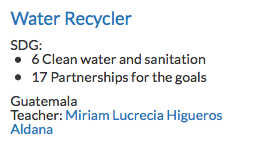 Water Recycler
SDG:
• 6 Clean water and sanitation
• 17 Partnerships for the goals
Guatemala
Teacher: Miriam Lucrecia Higueros
Aldana